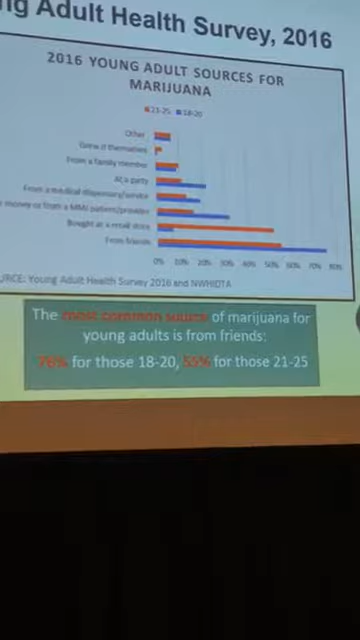 ng Adult Health Survey, 2016
2016 YOUNG ADULT SOURCES FOR
MARIJUANA
21-25 18-20
Other
Grew it themselves
From a family member
At a party
From a medical dispensary/service
money or from a MMJ patient/provider
Bought at a retail store
From friends
0% 10% 20% 30% 40% 50% 60% 70% 80%
URCE: Young Adult Health Survey 2016 and NWHIDTA
The most common source of marijuana for
young adults is from friends:
76% for those 18-20, 55% for those 21-25